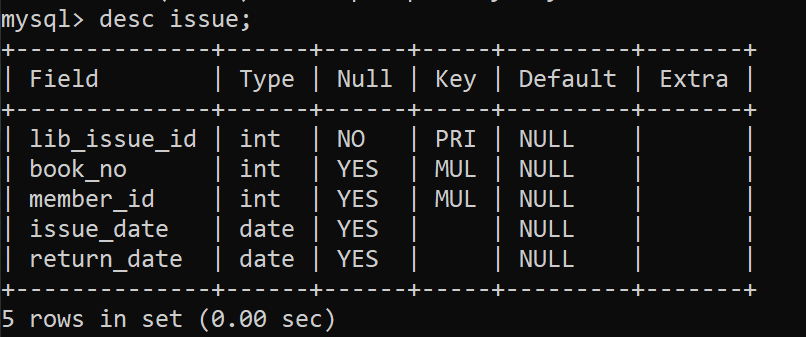 mysql> desc issue;
+--------------+------+------+-----+---------+-------+
| Field        | Type | Null | Key | Default | Extra |
+--------------+------+------+-----+---------+-------+
| lib_issue_id | int  | NO   | PRI | NULL    |       |
| book_no      | int  | YES  | MUL | NULL    |       |
| member_id    | int  | YES  | MUL | NULL    |       |
| issue_date   | date | YES  |     | NULL    |       |
| return_date  | date | YES  |     | NULL    |       |
+--------------+------+------+-----+---------+-------+
5 rows in set (0.00 sec)